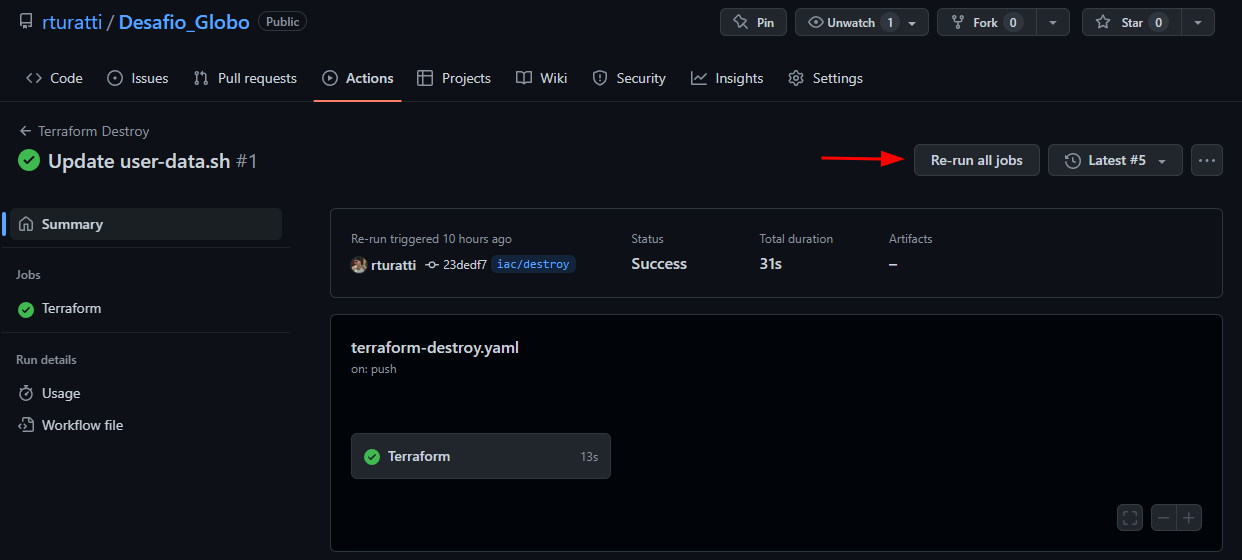 rturatti / Desafio_Globo Public
Pin
Unwatch 1
Fork 0
Star 0
Code
Issues
Pull requests
Actions
Projects
Wiki
Security
Insights
Settings
Terraform Destroy
Update user-data.sh #1
Re-run all jobs
Latest #5
Summary
Jobs
Terraform
Run details
Usage
Workflow file
Re-run triggered 10 hours ago
rturatti 23dedf7 iac/destroy
Status
Success
Total duration
31s
Artifacts
–
terraform-destroy.yaml
on: push
Terraform 13s